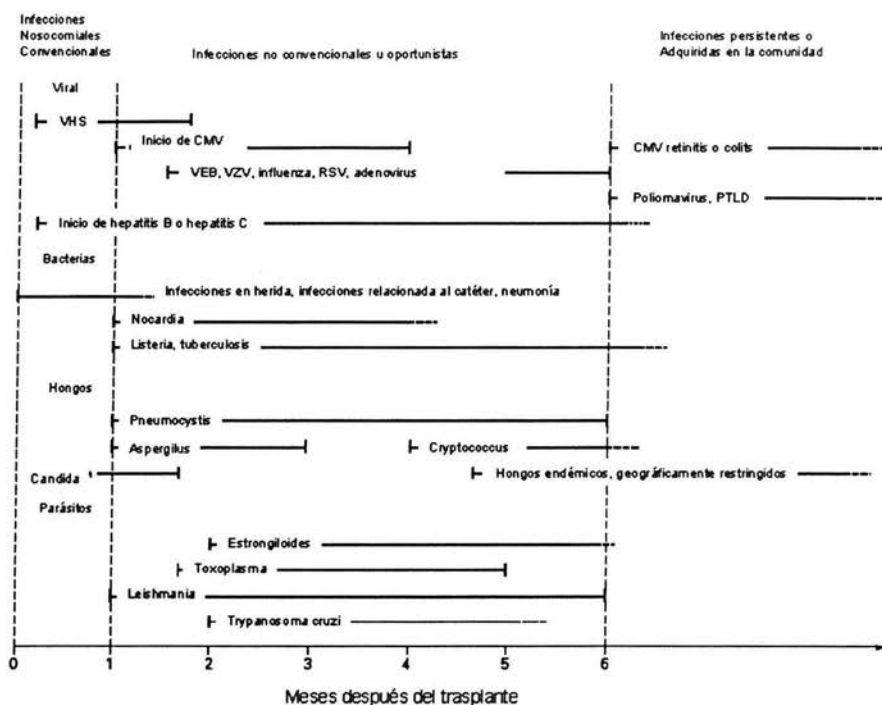 Infecciones
Nosocomiales
Convencionales
Infecciones no convencionales u oportunistas
Infecciones persistentes o
Adquiridas en la comunidad
Viral
VHS
Inicio de CMV
CMV retinitis o colits
VEB, VZV, influenza, RSV, adenovirus
Poliomavirus, PTLD
Inicio de hepatitis B o hepatitis C
Bacterias
Infecciones en herida, infecciones relacionada al catéter, neumonía
Nocardia
Listeria, tuberculosis
Hongos
Pneumocystis
Aspergilus
Cryptococcus
Candida
Hongos endémicos, geográficamente restringidos
Parásitos
Estrongiloides
Toxoplasma
Leishmania
Trypanosoma cruzi
0 1 2 3 4 5 6
Meses después del trasplante